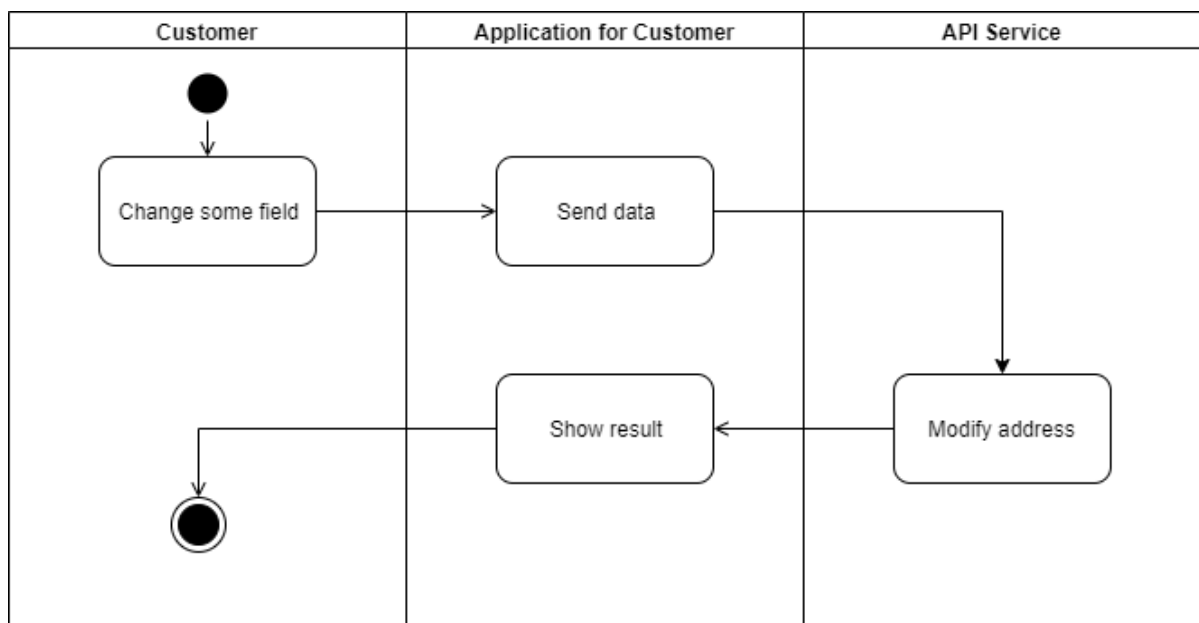 Customer
Application for Customer
API Service
Change some field
Send data
Show result
Modify address